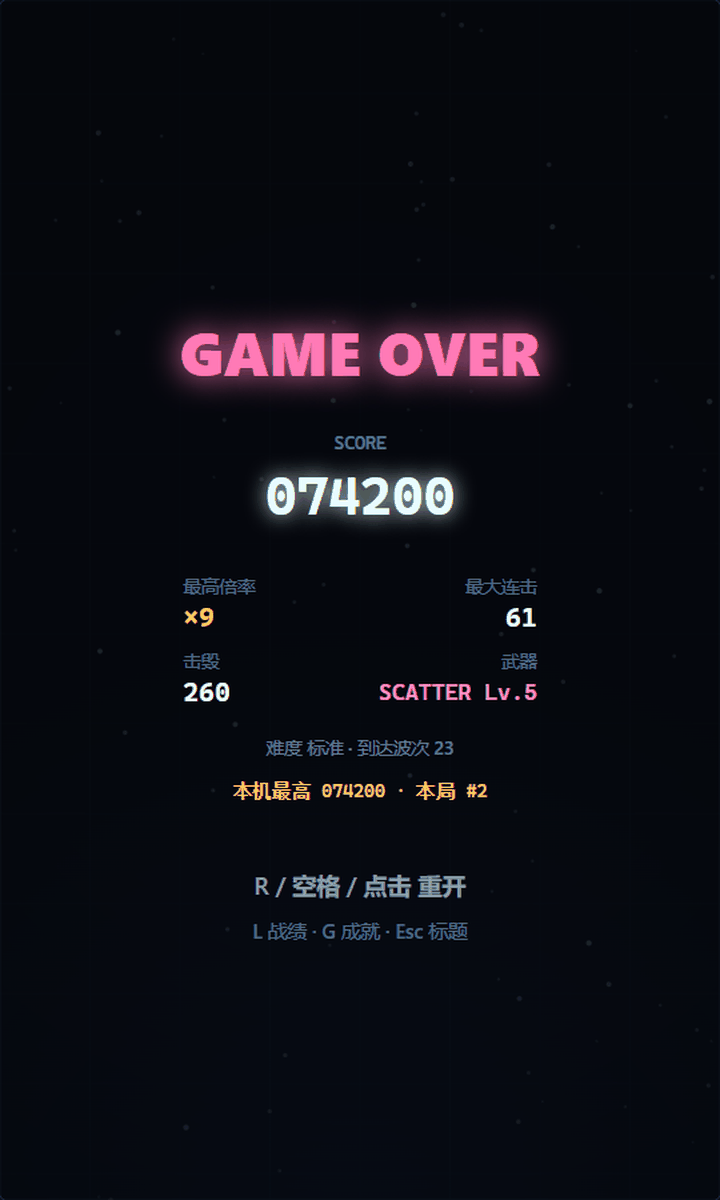 GAME OVER
SCORE
074200
最高倍率 最大连击
×9 61
击毁 武器
260 SCATTER Lv.5
难度 标准 · 到达波次 23
本机最高 074200 · 本局 #2
R / 空格 / 点击 重开
L 战绩 · G 成就 · Esc 标题